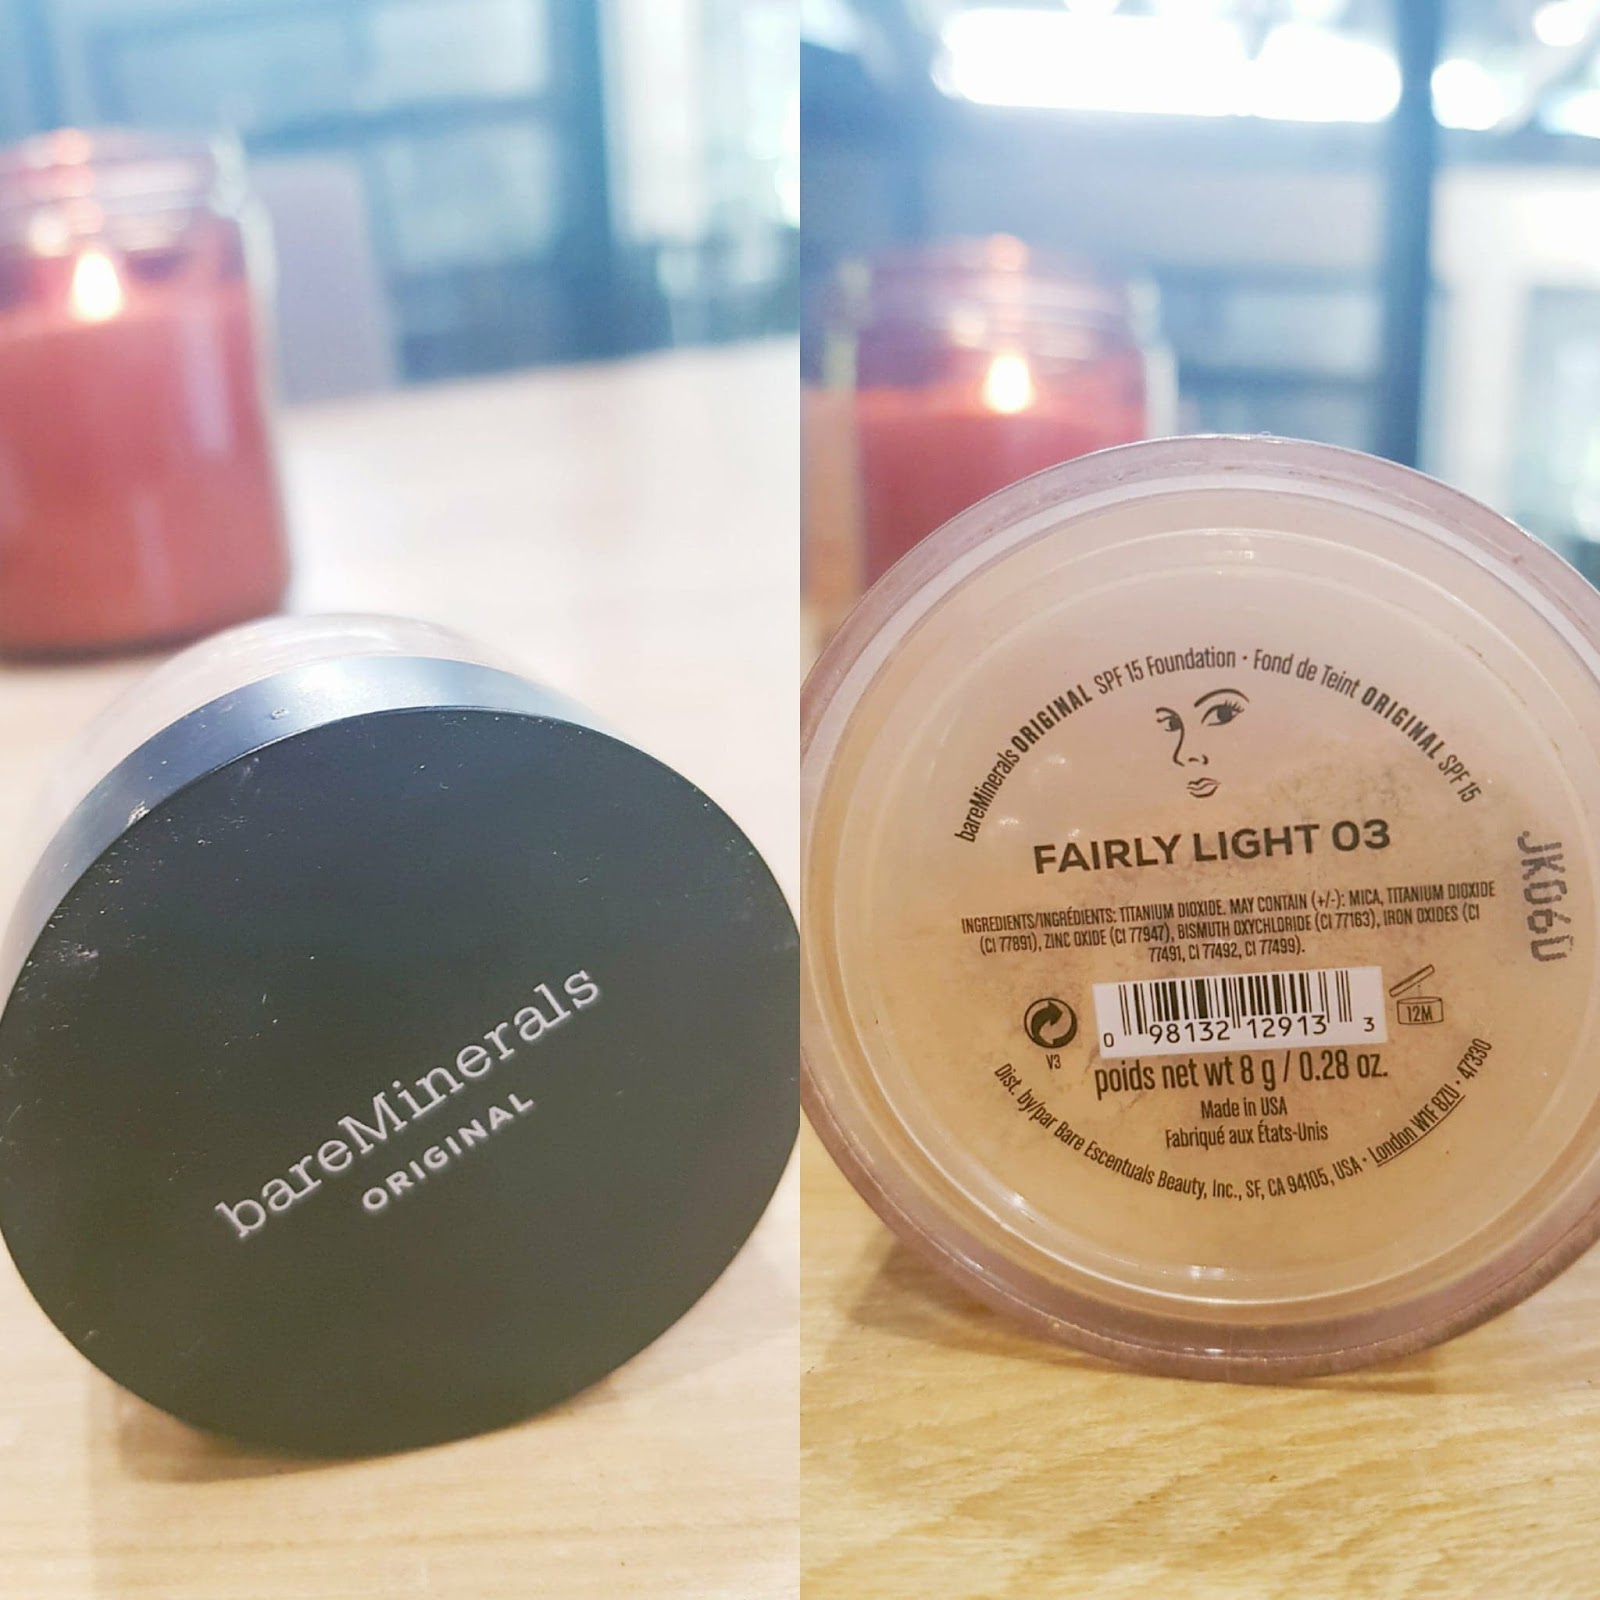 bareMinerals
ORIGINAL
bareMinerals ORIGINAL SPF 15 Foundation · Fond de Teint ORIGINAL SPF 15
FAIRLY LIGHT 03
INGREDIENTS/INGRÉDIENTS: TITANIUM DIOXIDE. MAY CONTAIN (+/-): MICA, TITANIUM DIOXIDE
(CI 77891), ZINC OXIDE (CI 77947), BISMUTH OXYCHLORIDE (CI 77163), IRON OXIDES (CI
77491, CI 77492, CI 77499).
JK06U
0 98132 12913 3
12M
V3
poids net wt 8 g / 0.28 oz.
Made in USA
Fabriqué aux États-Unis
Dist. by/par Bare Escentuals Beauty, Inc., SF, CA 94105, USA · London W1F 8ZU · 47330